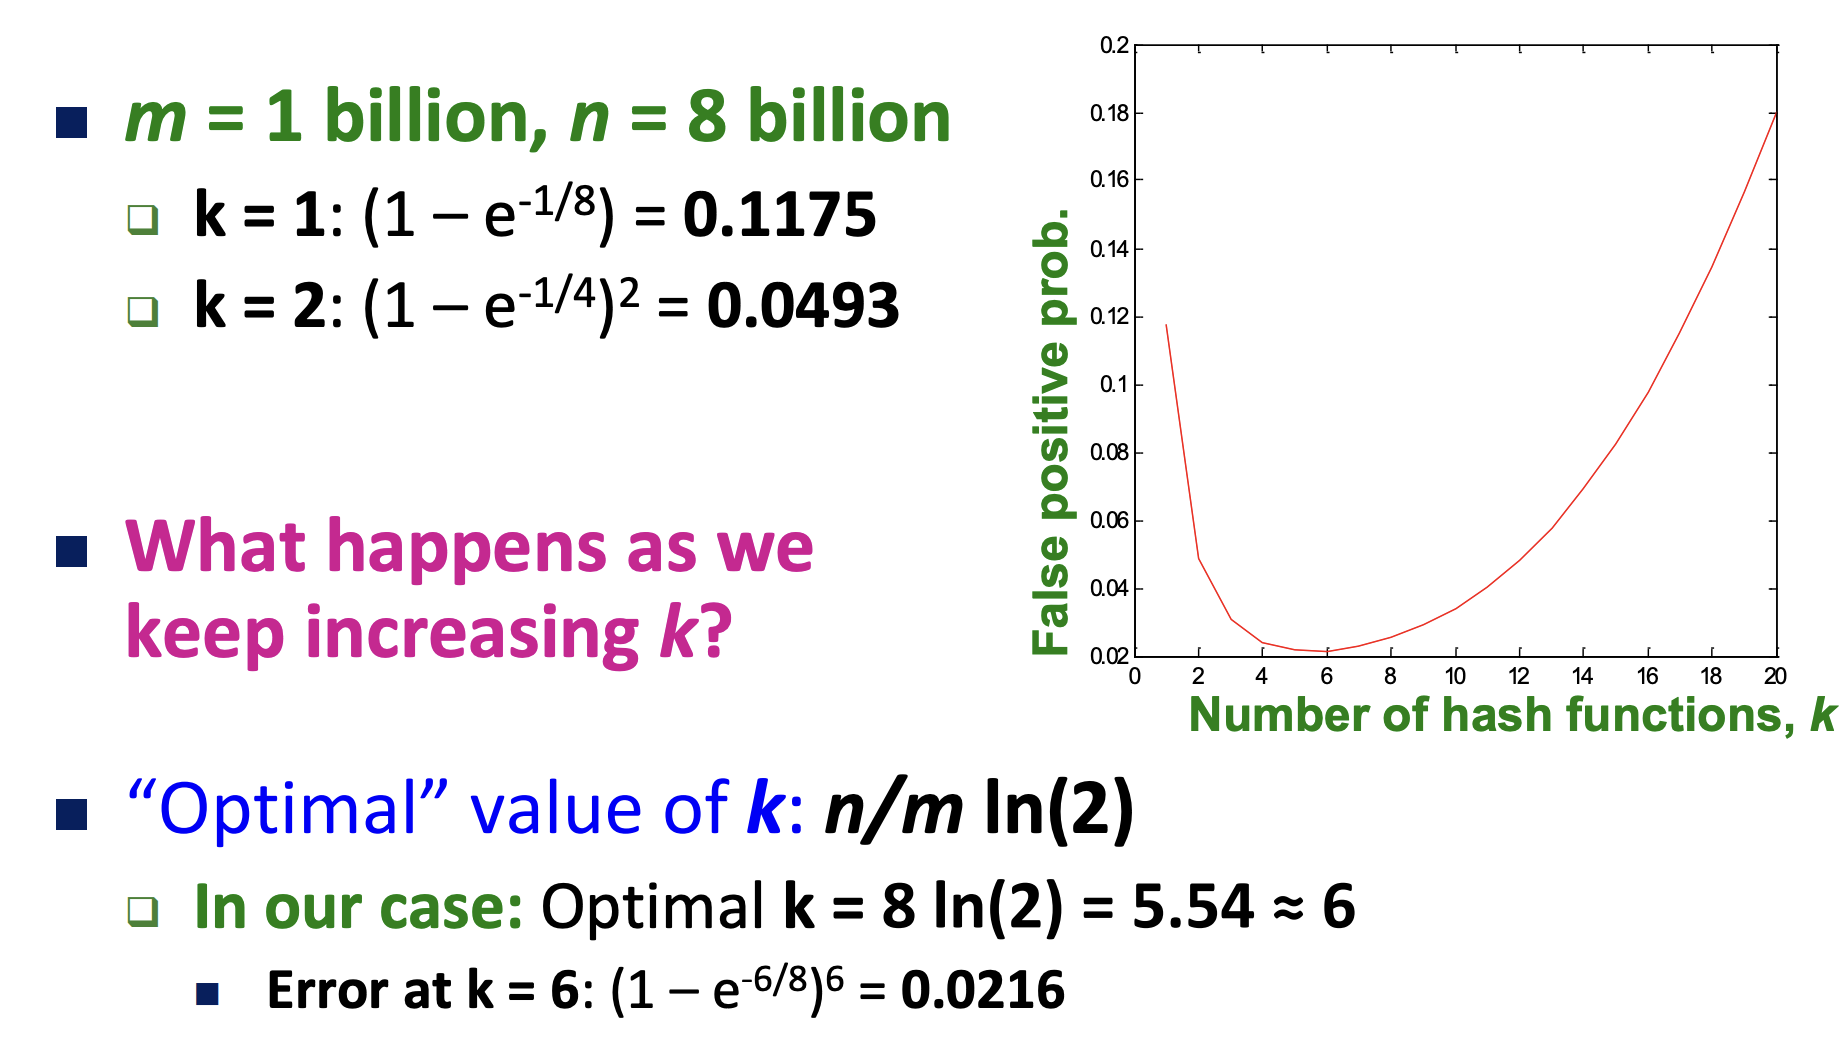 m = 1 billion, n = 8 billion
k = 1: (1 – e⁻¹/⁸) = 0.1175
k = 2: (1 – e⁻¹/⁴)² = 0.0493
What happens as we
keep increasing k?
"Optimal" value of k: n/m ln(2)
In our case: Optimal k = 8 ln(2) = 5.54 ≈ 6
Error at k = 6: (1 – e⁻⁶/⁸)⁶ = 0.0216
False positive prob.
0.2
0.18
0.16
0.14
0.12
0.1
0.08
0.06
0.04
0.02
0 2 4 6 8 10 12 14 16 18 20
Number of hash functions, k